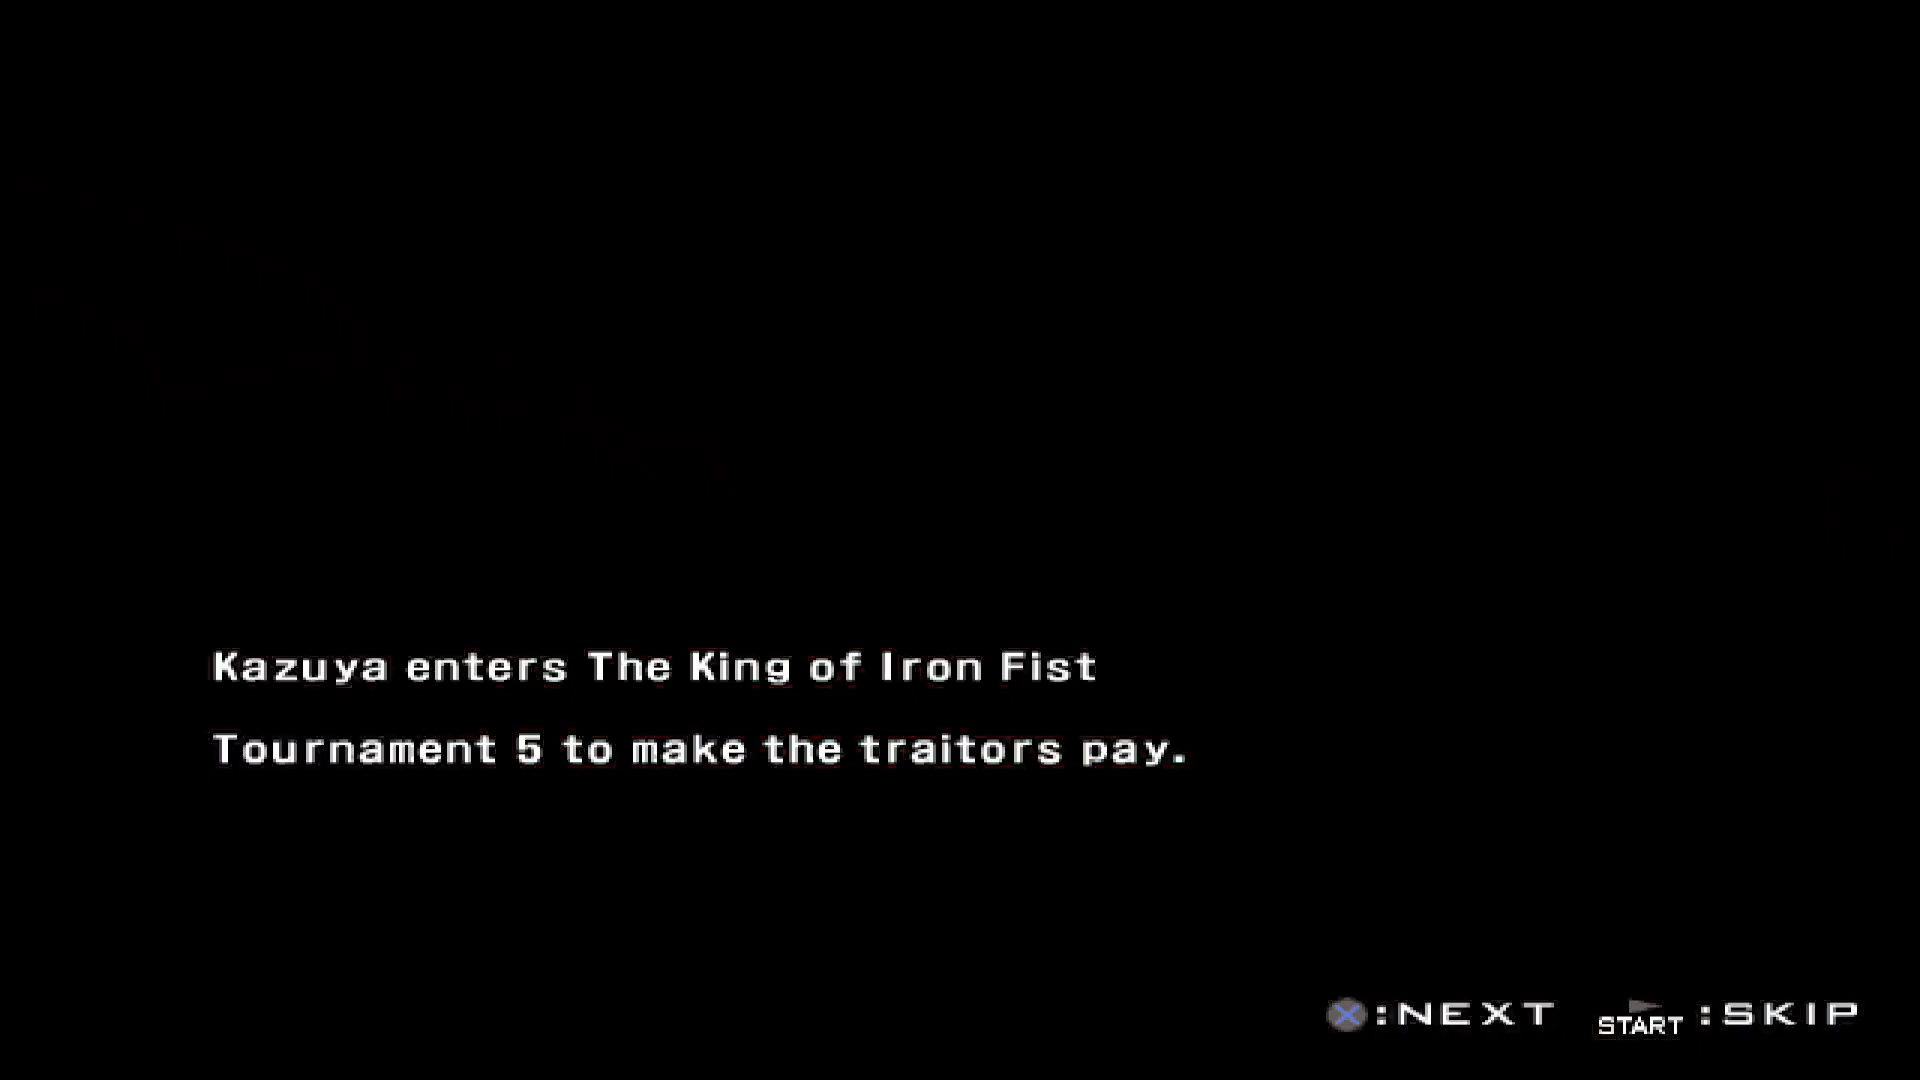 Kazuya enters The King of Iron Fist
Tournament 5 to make the traitors pay.
:NEXT START :SKIP